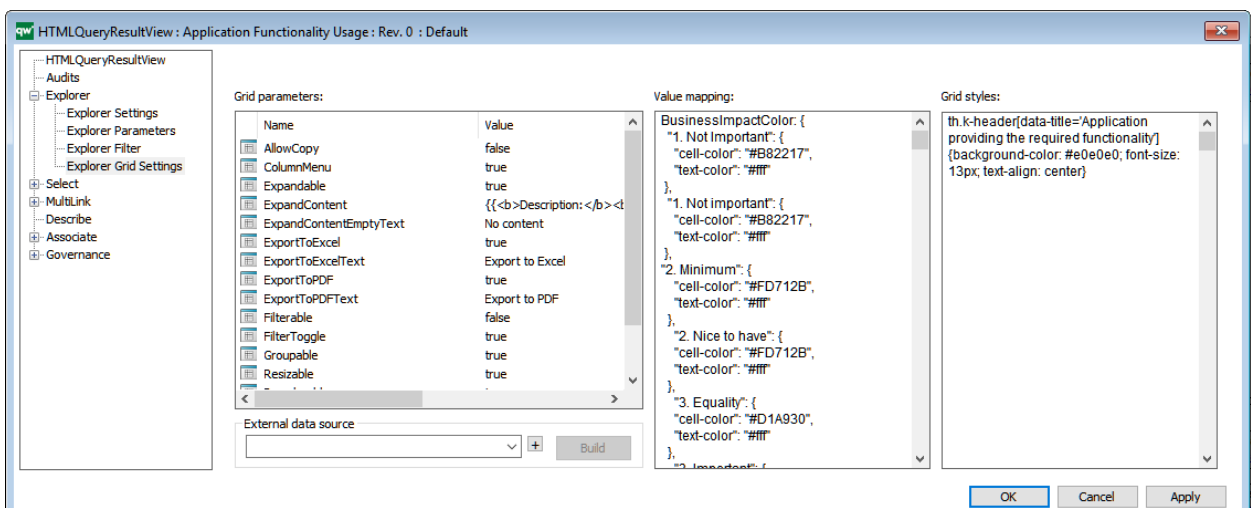 qw HTMLQueryResultView : Application Functionality Usage : Rev. 0 : Default
HTMLQueryResultView
Audits
Explorer
Explorer Settings
Explorer Parameters
Explorer Filter
Explorer Grid Settings
Select
MultiLink
Describe
Associate
Governance
Grid parameters:
Name Value
AllowCopy false
ColumnMenu true
Expandable true
ExpandContent {{<b>Description:</b><b
ExpandContentEmptyText No content
ExportToExcel true
ExportToExcelText Export to Excel
ExportToPDF true
ExportToPDFText Export to PDF
Filterable false
FilterToggle true
Groupable true
Resizable true
External data source
+ Build
Value mapping:
BusinessImpactColor: {
"1. Not Important": {
"cell-color": "#B82217",
"text-color": "#fff"
},
"1. Not important": {
"cell-color": "#B82217",
"text-color": "#fff"
},
"2. Minimum": {
"cell-color": "#FD712B",
"text-color": "#fff"
},
"2. Nice to have": {
"cell-color": "#FD712B",
"text-color": "#fff"
},
"3. Equality": {
"cell-color": "#D1A930",
"text-color": "#fff"
},
"3. Important": {
Grid styles:
th.k-header[data-title='Application
providing the required functionality']
{background-color: #e0e0e0; font-size:
13px; text-align: center}
OK Cancel Apply